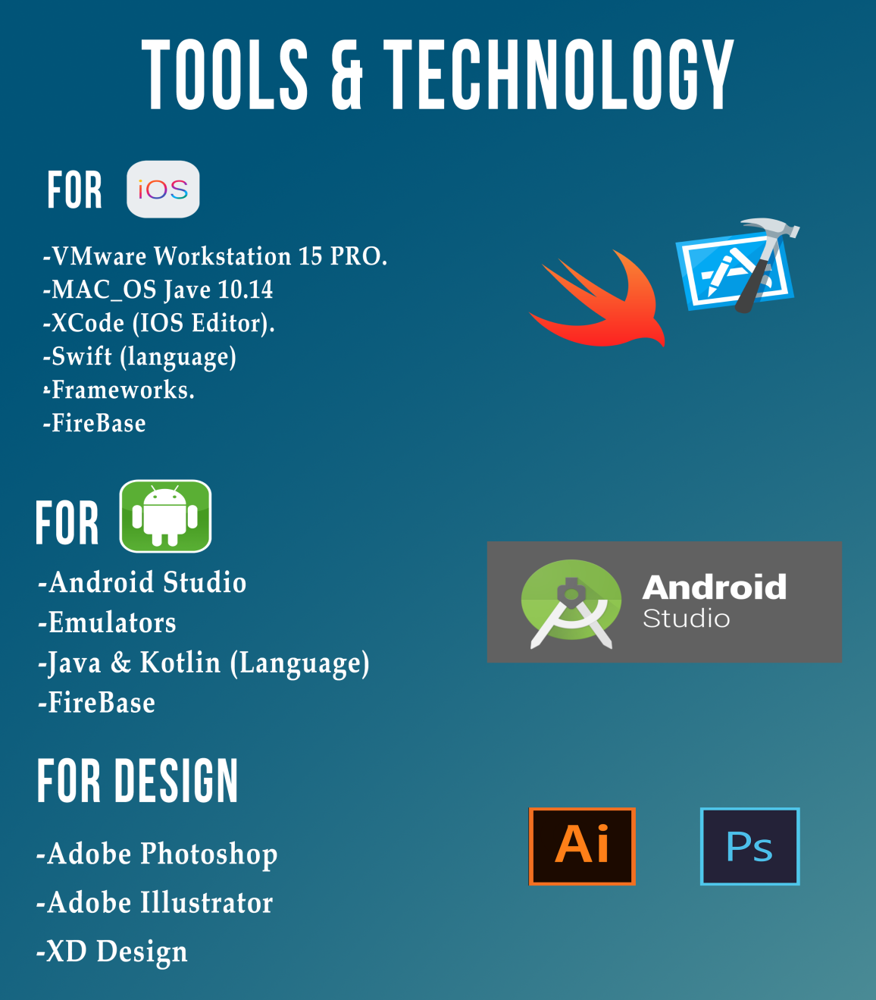 TOOLS & TECHNOLOGY
FOR iOS
-VMware Workstation 15 PRO.
-MAC_OS Jave 10.14
-XCode (IOS Editor).
-Swift (language)
-Frameworks.
-FireBase
FOR
-Android Studio
-Emulators
-Java & Kotlin (Language)
-FireBase
Android
Studio
FOR DESIGN
-Adobe Photoshop
-Adobe Illustrator
-XD Design
Ai
Ps